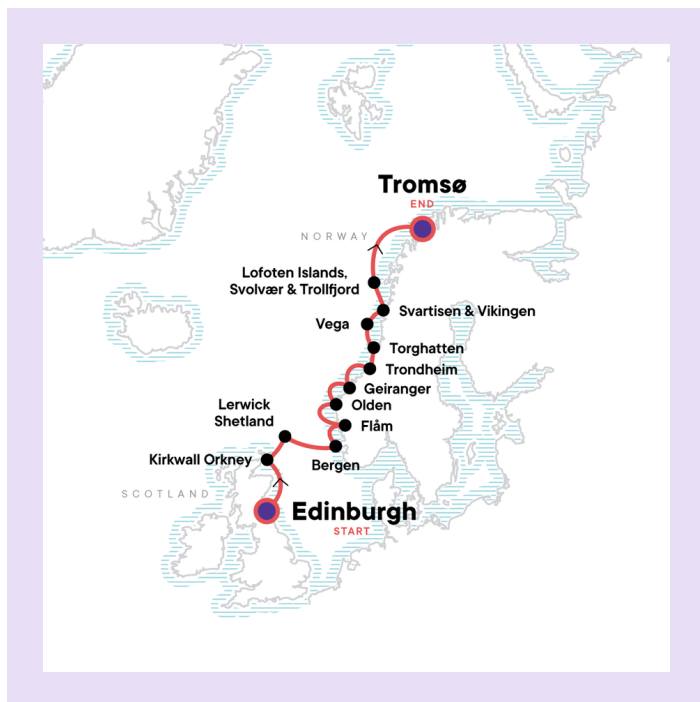 Tromsø
END
NORWAY
Lofoten Islands,
Svolvær & Trollfjord
Svartisen & Vikingen
Vega
Torghatten
Trondheim
Geiranger
Olden
Lerwick
Shetland
Flåm
Kirkwall Orkney
Bergen
SCOTLAND
Edinburgh
START